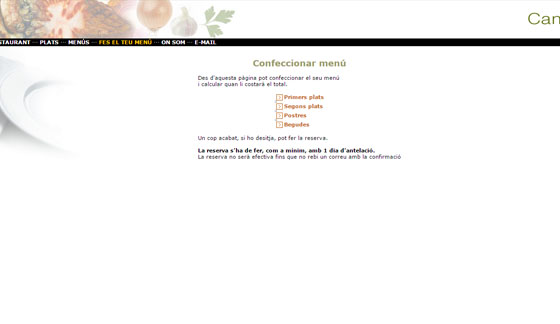 Can
STAURANT ··· PLATS ··· MENÚS ··· FES EL TEU MENÚ ··· ON SOM ··· E-MAIL
Confeccionar menú
Des d'aquesta pàgina pot confeccionar el seu menú
i calcular quan li costarà el total.
Primers plats
Segons plats
Postres
Begudes
Un cop acabat, si ho desitja, pot fer la reserva.
La reserva s'ha de fer, com a mínim, amb 1 dia d'antelació.
La reserva no serà efectiva fins que no rebi un correu amb la confirmació